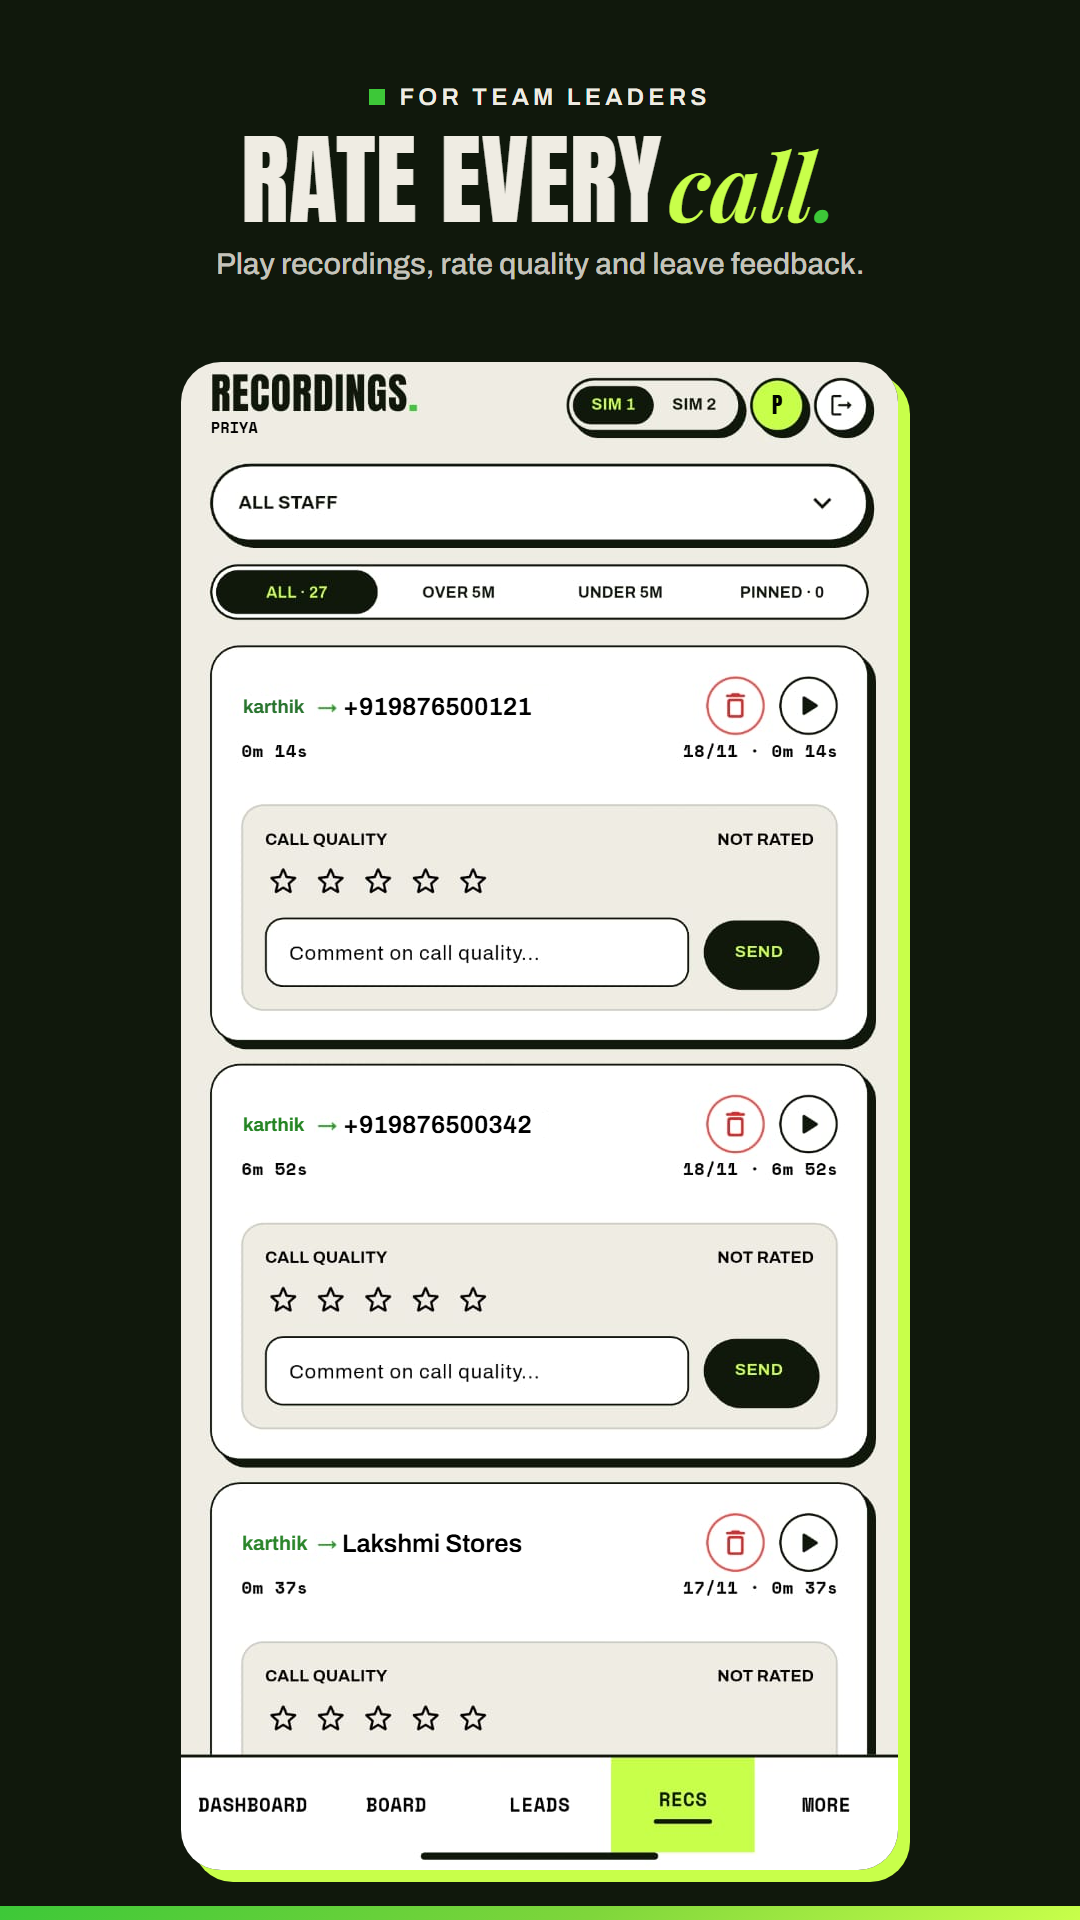 FOR TEAM LEADERS
RATE EVERY call.
Play recordings, rate quality and leave feedback.
RECORDINGS.
PRIYA
SIM 1 SIM 2 P
ALL STAFF
ALL · 27 OVER 5M UNDER 5M PINNED · 0
karthik → +919876500121
0m 14s 18/11 · 0m 14s
CALL QUALITY NOT RATED
Comment on call quality... SEND
karthik → +919876500342
6m 52s 18/11 · 6m 52s
CALL QUALITY NOT RATED
Comment on call quality... SEND
karthik → Lakshmi Stores
0m 37s 17/11 · 0m 37s
CALL QUALITY NOT RATED
DASHBOARD BOARD LEADS RECS MORE